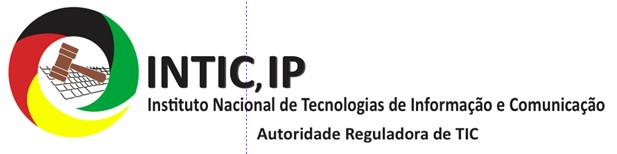 INTIC, IP
Instituto Nacional de Tecnologias de Informação e Comunicação
Autoridade Reguladora de TIC